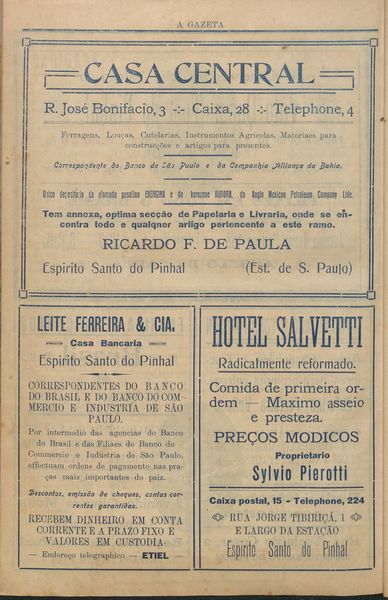 A GAZETA
CASA CENTRAL
R. José Bonifacio, 3 -:- Caixa, 28 -:- Telephone, 4
Ferragens, Louças, Cutelarias, Instrumentos Agricolas, Materiaes para
construcções e artigos para presentes.
Correspondente do Banco de São Paulo e da Companhia Alliança da Bahia.
Unico depositario da afamada gasolina ENERGINA e do kerozene AURORA, da Anglo Mexican Petroleum Company Ltde.
Tem annexa, optima secção de Papelaria e Livraria, onde se en-
contra todo e qualquer artigo pertencente a este ramo.
RICARDO F. DE PAULA
Espirito Santo do Pinhal (Est. de S. Paulo)
LEITE FERREIRA & CIA.
Casa Bancaria
Espirito Santo do Pinhal
CORRESPONDENTES DO BANCO
DO BRASIL E DO BANCO DO COM-
MERCIO E INDUSTRIA DE SÃO
PAULO.
Por intermedio das agencias do Banco
do Brasil e das Filiaes do Banco do
Commercio e Industria de São Paulo,
effectuam ordens de pagamento nas pra-
ças mais importantes do paiz.
Descontos, emissão de cheques, contas cor-
rentes garantidas.
RECEBEM DINHEIRO EM CONTA
CORRENTE E A PRAZO FIXO E
VALORES EM CUSTODIA
— Endereço telegraphico — ETIEL —
HOTEL SALVETTI
Radicalmente reformado.
Comida de primeira or-
dem — Maximo asseio
e presteza.
PREÇOS MODICOS
Proprietario
Sylvio Pierotti
Caixa postal, 15 - Telephone, 224
RUA JORGE TIBIRIÇA, 1
E LARGO DA ESTAÇÃO
Espirito Santo do Pinhal